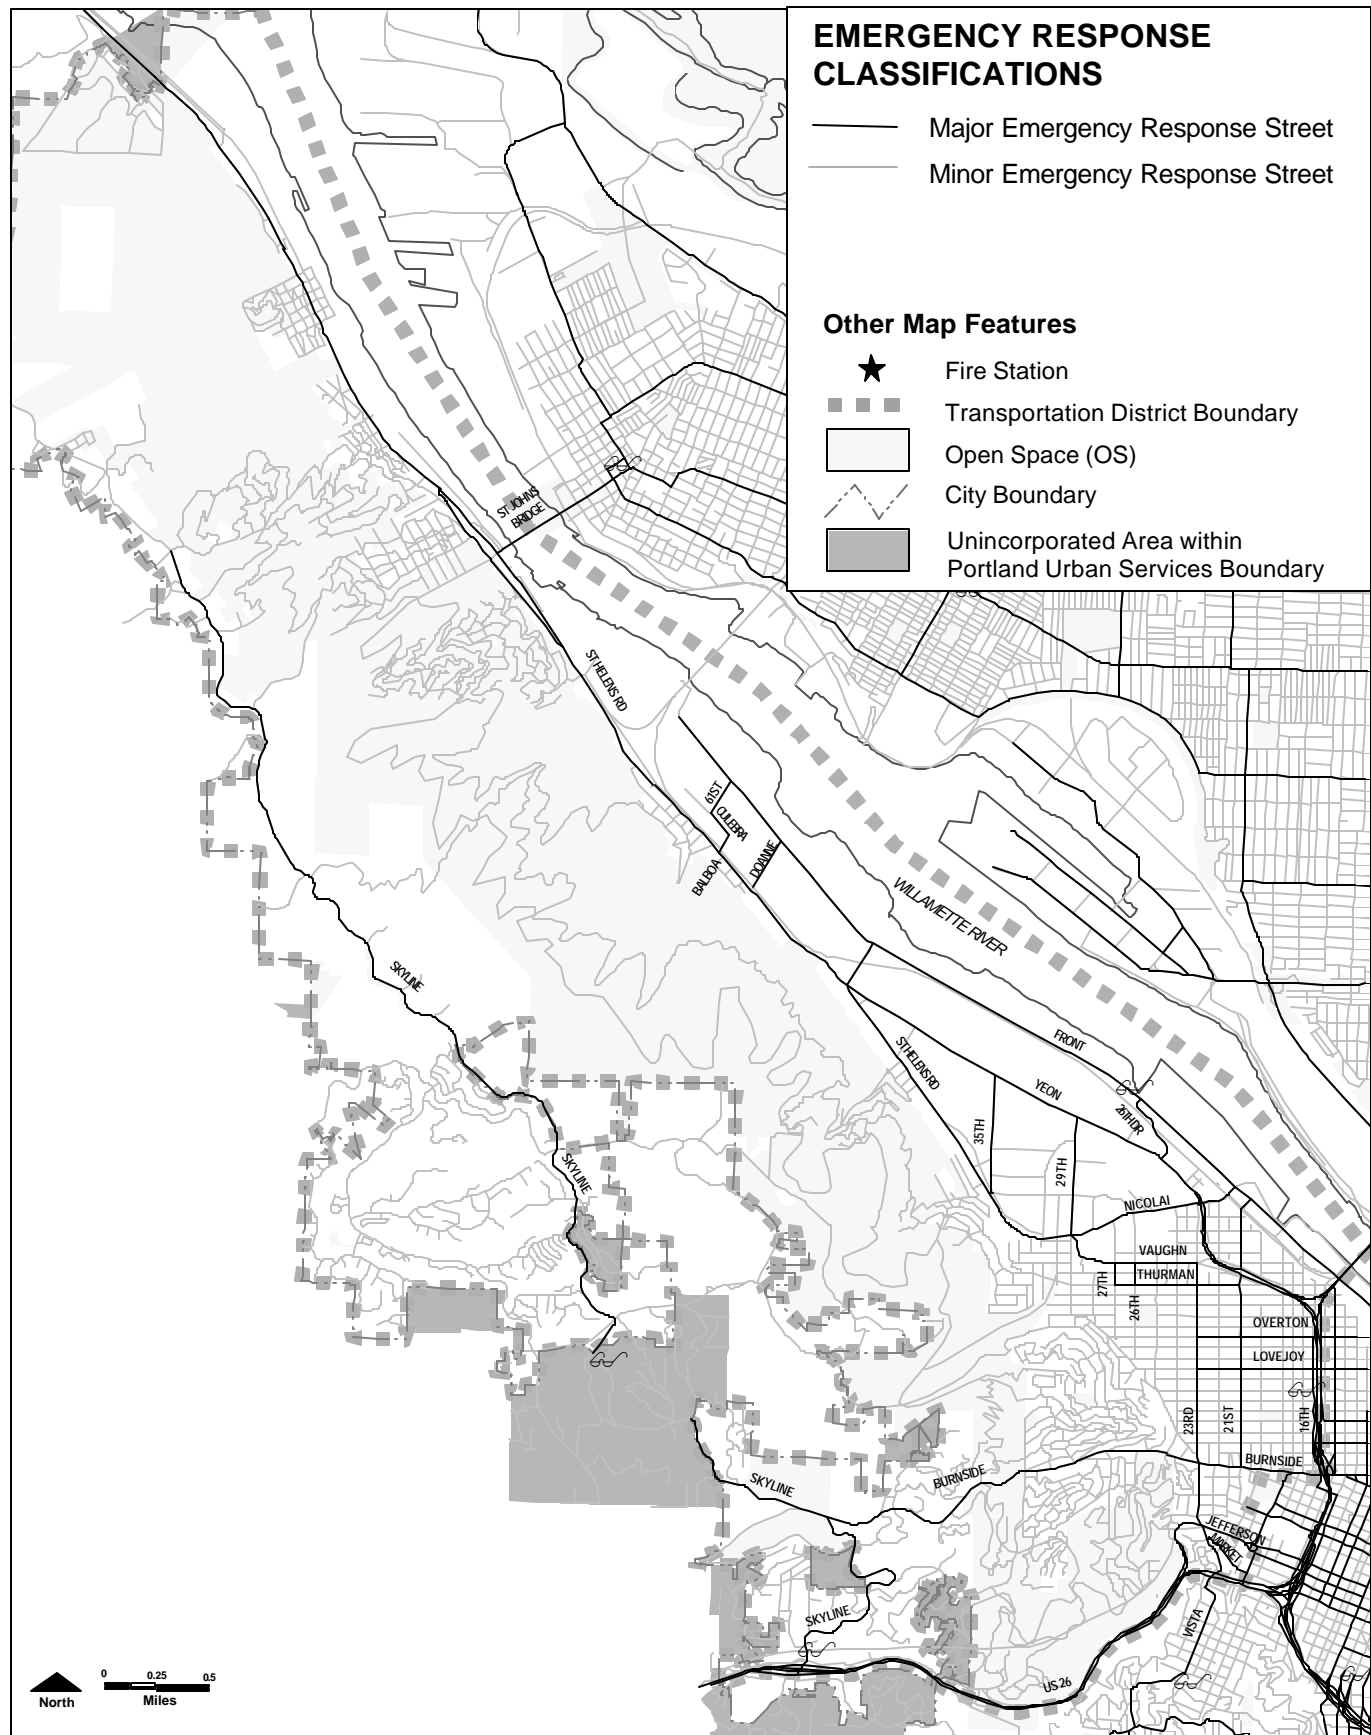 EMERGENCY RESPONSE
CLASSIFICATIONS
Major Emergency Response Street
Minor Emergency Response Street
Other Map Features
Fire Station
Transportation District Boundary
Open Space (OS)
City Boundary
Unincorporated Area within
Portland Urban Services Boundary
ST JOHNS
BRIDGE
ST HELENS RD
61ST
CULEBRA
DOANNE
BALBOA
WILLAMETTE RIVER
SKYLINE
FRONT
ST HELENS RD
YEON
26TH DR
35TH
29TH
SKYLINE
NICOLAI
VAUGHN
THURMAN
27TH
26TH
OVERTON
LOVEJOY
23RD
21ST
16TH
BURNSIDE
BURNSIDE
SKYLINE
JEFFERSON
MARKET
SKYLINE
VISTA
US 26
North
0 0.25 0.5
Miles